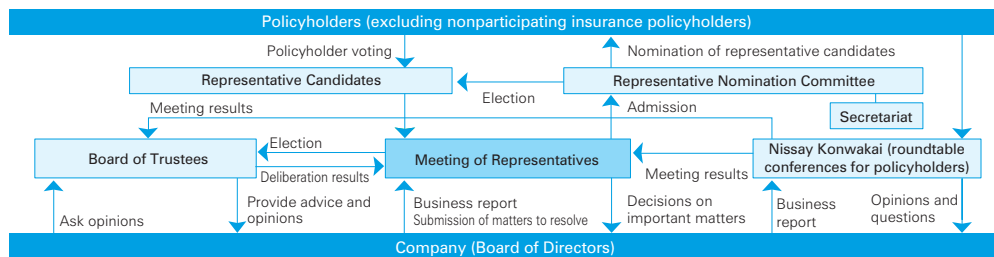 Policyholders (excluding nonparticipating insurance policyholders)
Policyholder voting
Nomination of representative candidates
Representative Candidates
Representative Nomination Committee
Election
Meeting results
Admission
Secretariat
Board of Trustees
Election
Meeting of Representatives
Nissay Konwakai (roundtable
conferences for policyholders)
Deliberation results
Meeting results
Ask opinions
Provide advice and
opinions
Business report
Submission of matters to resolve
Decisions on
important matters
Business
report
Opinions and
questions
Company (Board of Directors)